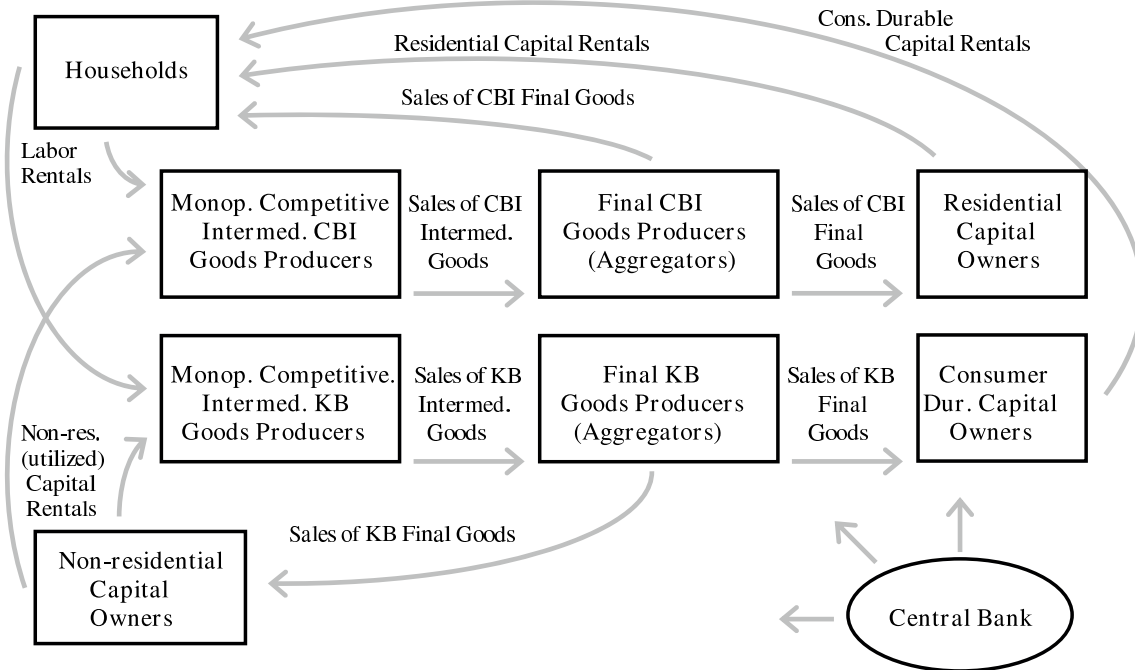 Cons. Durable
Capital Rentals
Residential Capital Rentals
Households
Sales of CBI Final Goods
Labor
Rentals
Monop. Competitive
Intermed. CBI
Goods Producers
Sales of CBI
Intermed.
Goods
Final CBI
Goods Producers
(Aggregators)
Sales of CBI
Final
Goods
Residential
Capital
Owners
Monop. Competitive.
Intermed. KB
Goods Producers
Sales of KB
Intermed.
Goods
Final KB
Goods Producers
(Aggregators)
Sales of KB
Final
Goods
Consumer
Dur. Capital
Owners
Non-res.
(utilized)
Capital
Rentals
Sales of KB Final Goods
Non-residential
Capital
Owners
Central Bank